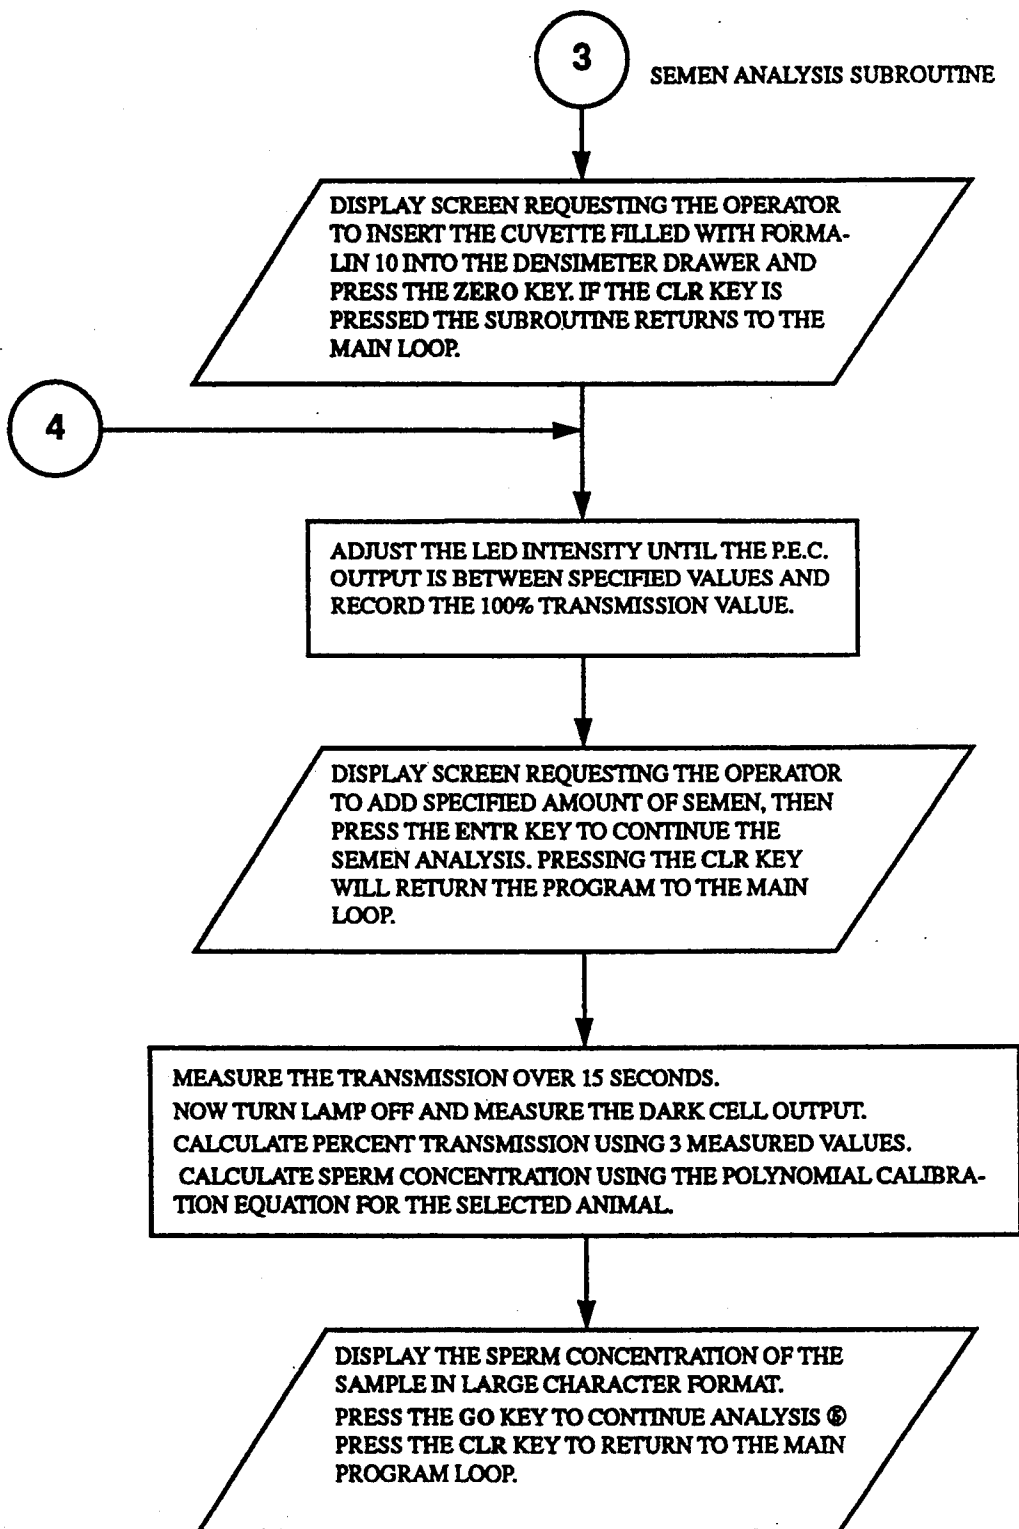 3
SEMEN ANALYSIS SUBROUTINE
DISPLAY SCREEN REQUESTING THE OPERATOR
TO INSERT THE CUVETTE FILLED WITH FORMA-
LIN 10 INTO THE DENSIMETER DRAWER AND
PRESS THE ZERO KEY. IF THE CLR KEY IS
PRESSED THE SUBROUTINE RETURNS TO THE
MAIN LOOP.
4
ADJUST THE LED INTENSITY UNTIL THE P.E.C.
OUTPUT IS BETWEEN SPECIFIED VALUES AND
RECORD THE 100% TRANSMISSION VALUE.
DISPLAY SCREEN REQUESTING THE OPERATOR
TO ADD SPECIFIED AMOUNT OF SEMEN, THEN
PRESS THE ENTR KEY TO CONTINUE THE
SEMEN ANALYSIS. PRESSING THE CLR KEY
WILL RETURN THE PROGRAM TO THE MAIN
LOOP.
MEASURE THE TRANSMISSION OVER 15 SECONDS.
NOW TURN LAMP OFF AND MEASURE THE DARK CELL OUTPUT.
CALCULATE PERCENT TRANSMISSION USING 3 MEASURED VALUES.
CALCULATE SPERM CONCENTRATION USING THE POLYNOMIAL CALIBRA-
TION EQUATION FOR THE SELECTED ANIMAL.
DISPLAY THE SPERM CONCENTRATION OF THE
SAMPLE IN LARGE CHARACTER FORMAT.
PRESS THE GO KEY TO CONTINUE ANALYSIS
PRESS THE CLR KEY TO RETURN TO THE MAIN
PROGRAM LOOP.